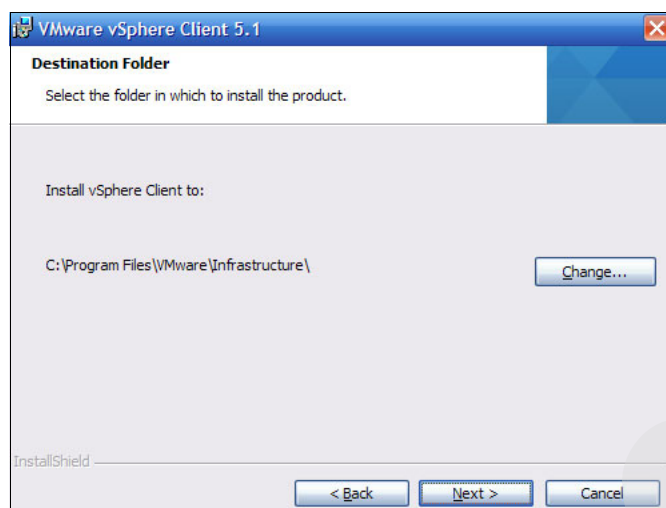 VMware vSphere Client 5.1
Destination Folder
Select the folder in which to install the product.
Install vSphere Client to:
C:\Program Files\VMware\Infrastructure\
Change...
InstallShield
< Back
Next >
Cancel